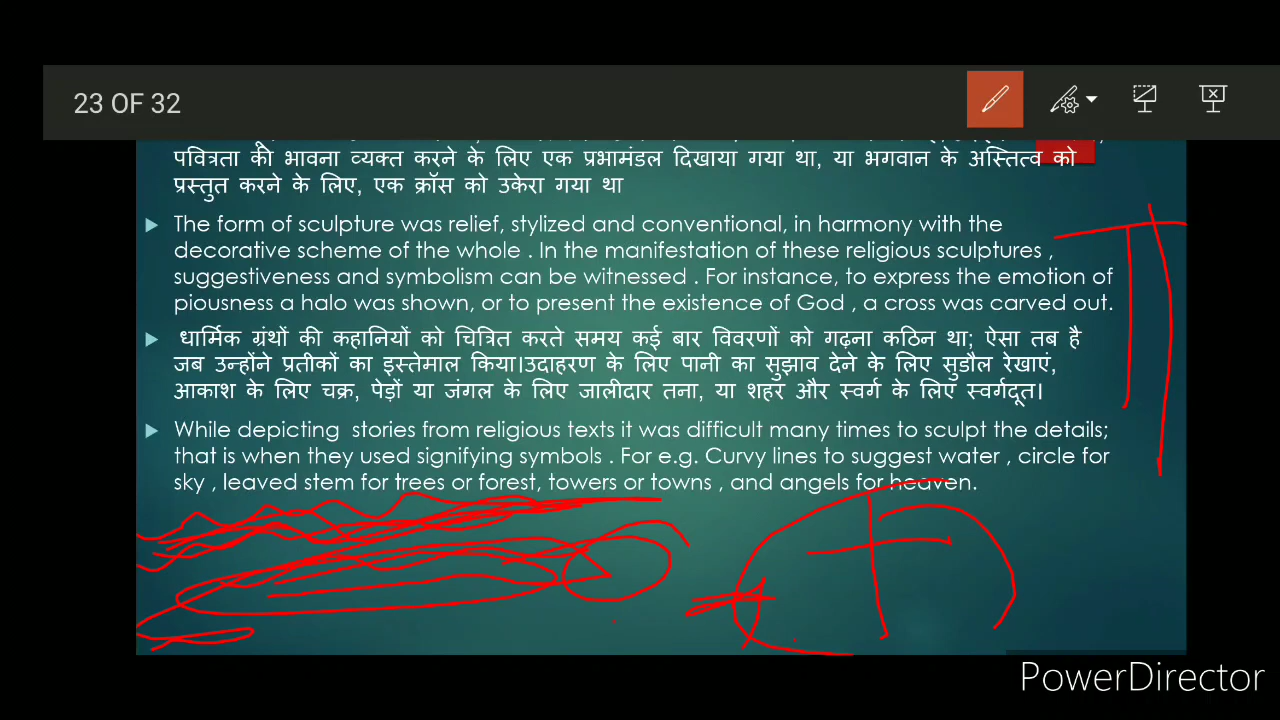 23 OF 32
पवित्रता की भावना व्यक्त करने के लिए एक प्रभामंडल दिखाया गया था, या भगवान के अस्तित्व को
प्रस्तुत करने के लिए, एक क्रॉस को उकेरा गया था
The form of sculpture was relief, stylized and conventional, in harmony with the
decorative scheme of the whole . In the manifestation of these religious sculptures ,
suggestiveness and symbolism can be witnessed . For instance, to express the emotion of
piousness a halo was shown, or to present the existence of God , a cross was carved out.
धार्मिक ग्रंथों की कहानियों को चित्रित करते समय कई बार विवरणों को गढ़ना कठिन था; ऐसा तब है
जब उन्होंने प्रतीकों का इस्तेमाल किया।उदाहरण के लिए पानी का सुझाव देने के लिए सुडौल रेखाएं,
आकाश के लिए चक्र, पेड़ों या जंगल के लिए जालीदार तना, या शहर और स्वर्ग के लिए स्वर्गदूत।
While depicting stories from religious texts it was difficult many times to sculpt the details;
that is when they used signifying symbols . For e.g. Curvy lines to suggest water , circle for
sky , leaved stem for trees or forest, towers or towns , and angels for heaven.
PowerDirector